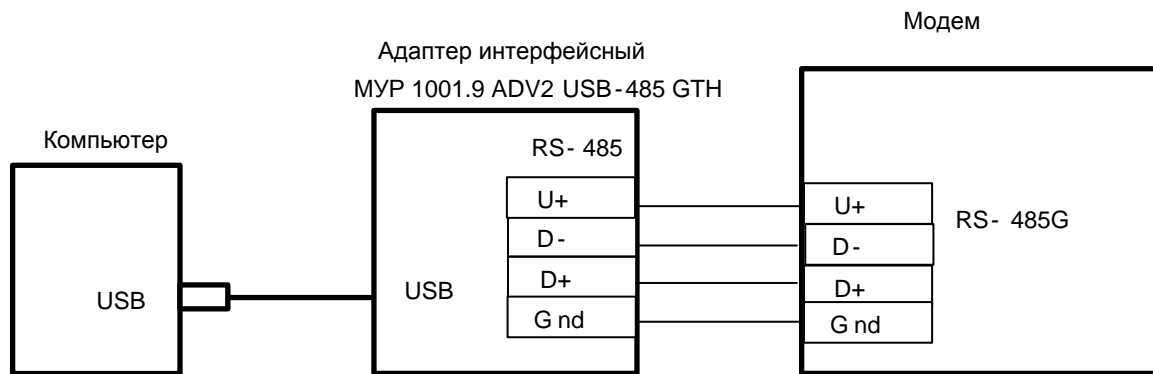 Модем
Адаптер интерфейсный
МУР 1001.9 ADV2 USB-485 GTH
Компьютер
RS- 485
U+
D-
D+
G nd
USB
USB
U+
D-
D+
G nd
RS- 485G